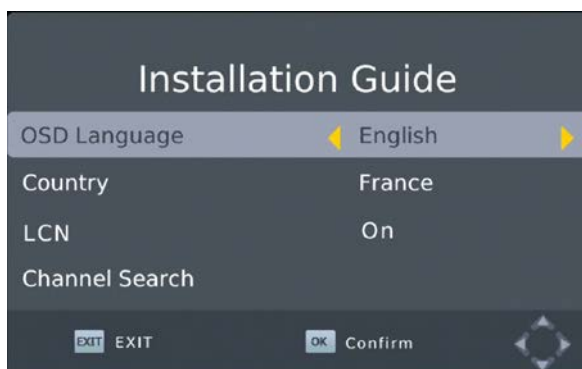 Installation Guide
OSD Language English
Country France
LCN On
Channel Search
EXIT EXIT OK Confirm